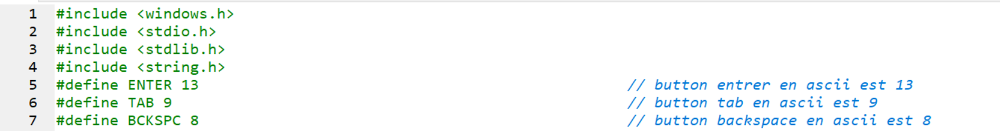 1 #include <windows.h>
2 #include <stdio.h>
3 #include <stdlib.h>
4 #include <string.h>
5 #define ENTER 13 // button entrer en ascii est 13
6 #define TAB 9 // button tab en ascii est 9
7 #define BCKSPC 8 // button backspace en ascii est 8